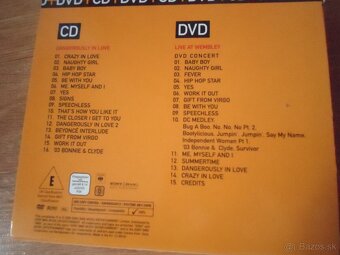 DVD CD DVD CD DVD
CD
DANGEROUSLY IN LOVE
01. CRAZY IN LOVE
02. NAUGHTY GIRL
03. BABY BOY
04. HIP HOP STAR
05. BE WITH YOU
06. ME, MYSELF AND I
07. YES
08. SIGNS
09. SPEECHLESS
10. THAT'S HOW YOU LIKE IT
11. THE CLOSER I GET TO YOU
12. DANGEROUSLY IN LOVE 2
13. BEYONCE INTERLUDE
14. GIFT FROM VIRGO
16. '03 BONNIE & CLYDE
DVD
LIVE AT WEMBLEY
DVD CONCERT
01. BABY BOY
02. NAUGHTY GIRL
03. FEVER
04. HIP HOP STAR
05. YES
06. WORK IT OUT
07. GIFT FROM VIRGO
08. BE WITH YOU
09. SPEECHLESS
10. DC MEDLEY:
Bug A Boo, No, No, No Pt. 2,
Bootylicious, Jumpin' Jumpin', Say My Name,
Independent Women Pt 1,
'03 Bonnie & Clyde, Survivor
11. ME, MYSELF AND I
12. SUMMERTIME
13. DANGEROUSLY IN LOVE
14. CRAZY IN LOVE
15. CREDITS
E
bazos.sk